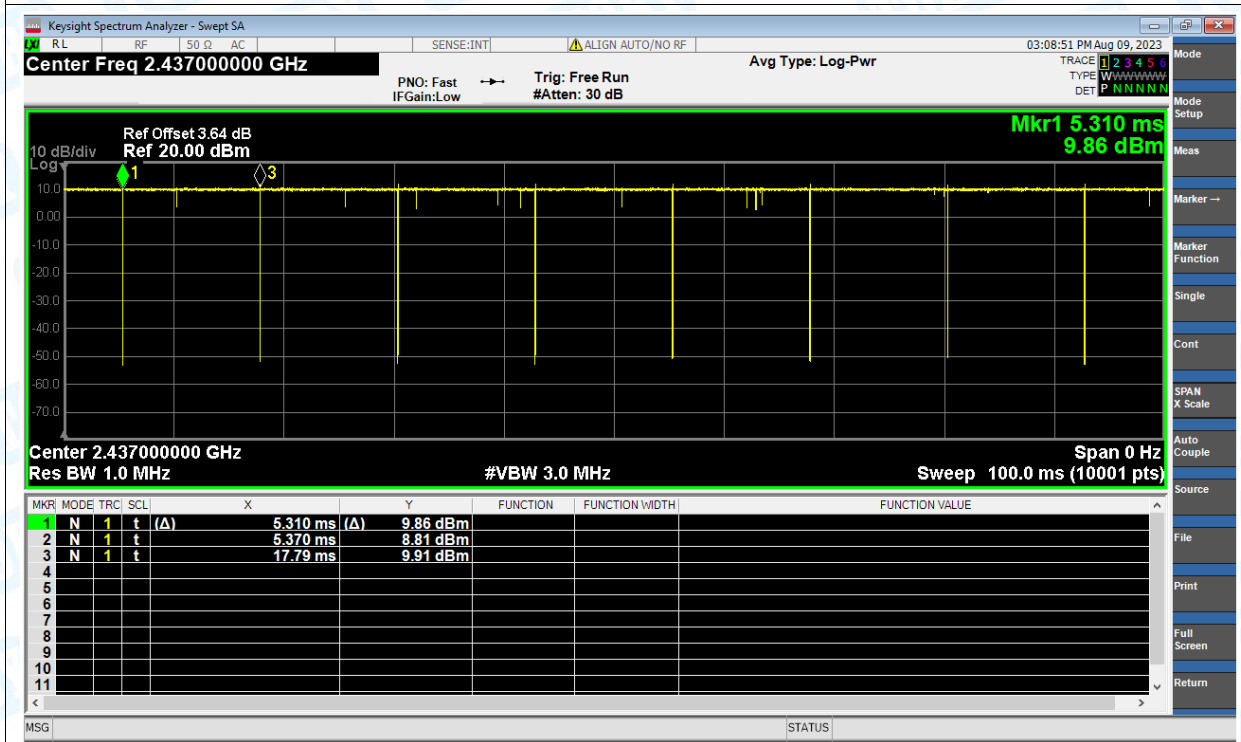 Keysight Spectrum Analyzer - Swept SA
LXI RL RF 50 Ω AC SENSE:INT ALIGN AUTO/NO RF 03:08:51 PM Aug 09, 2023
Center Freq 2.437000000 GHz
PNO: Fast
IFGain:Low
Trig: Free Run
#Atten: 30 dB
Avg Type: Log-Pwr
TRACE 1 2 3 4 5 6
TYPE WWWWWW
DET P N N N N N
Mkr1 5.310 ms
9.86 dBm
Ref Offset 3.64 dB
10 dB/div Ref 20.00 dBm
Log
1
3
10.0
0.00
-10.0
-20.0
-30.0
-40.0
-50.0
-60.0
-70.0
Center 2.437000000 GHz Span 0 Hz
Res BW 1.0 MHz #VBW 3.0 MHz Sweep 100.0 ms (10001 pts)
MKR MODE TRC SCL X Y FUNCTION FUNCTION WIDTH FUNCTION VALUE
1 N 1 t (Δ) 5.310 ms (Δ) 9.86 dBm
2 N 1 t 5.370 ms 8.81 dBm
3 N 1 t 17.79 ms 9.91 dBm
4
5
6
7
8
9
10
11
MSG STATUS
Mode
Mode
Setup
Meas
Marker →
Marker
Function
Single
Cont
SPAN
X Scale
Auto
Couple
Source
File
Print
Full
Screen
Return